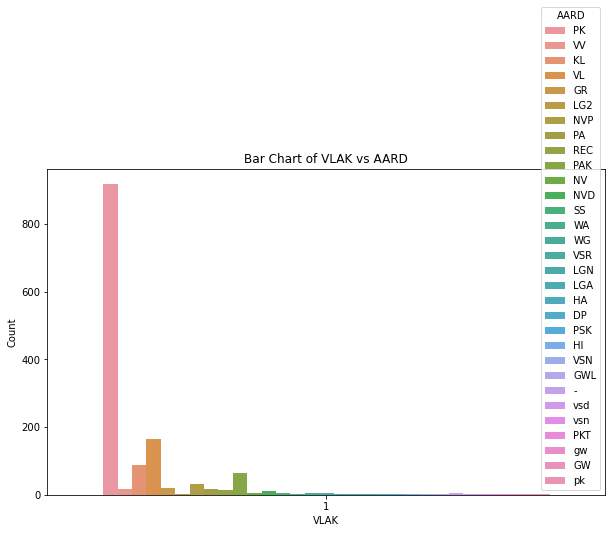 AARD
PK
VV
KL
VL
GR
LG2
NVP
PA
REC
PAK
NV
NVD
SS
WA
WG
VSR
LGN
LGA
HA
DP
PSK
HI
VSN
GWL
-
vsd
vsn
PKT
gw
GW
pk
Bar Chart of VLAK vs AARD
800
600
400
200
0
Count
1
VLAK